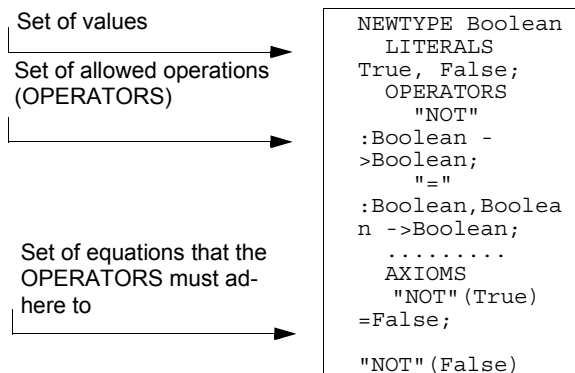 Set of values
Set of allowed operations
(OPERATORS)
Set of equations that the
OPERATORS must ad-
here to
NEWTYPE Boolean
LITERALS
True, False;
OPERATORS
"NOT"
:Boolean -
>Boolean;
"="
:Boolean,Boolea
n ->Boolean;
.........
AXIOMS
"NOT"(True)
=False;
"NOT"(False)